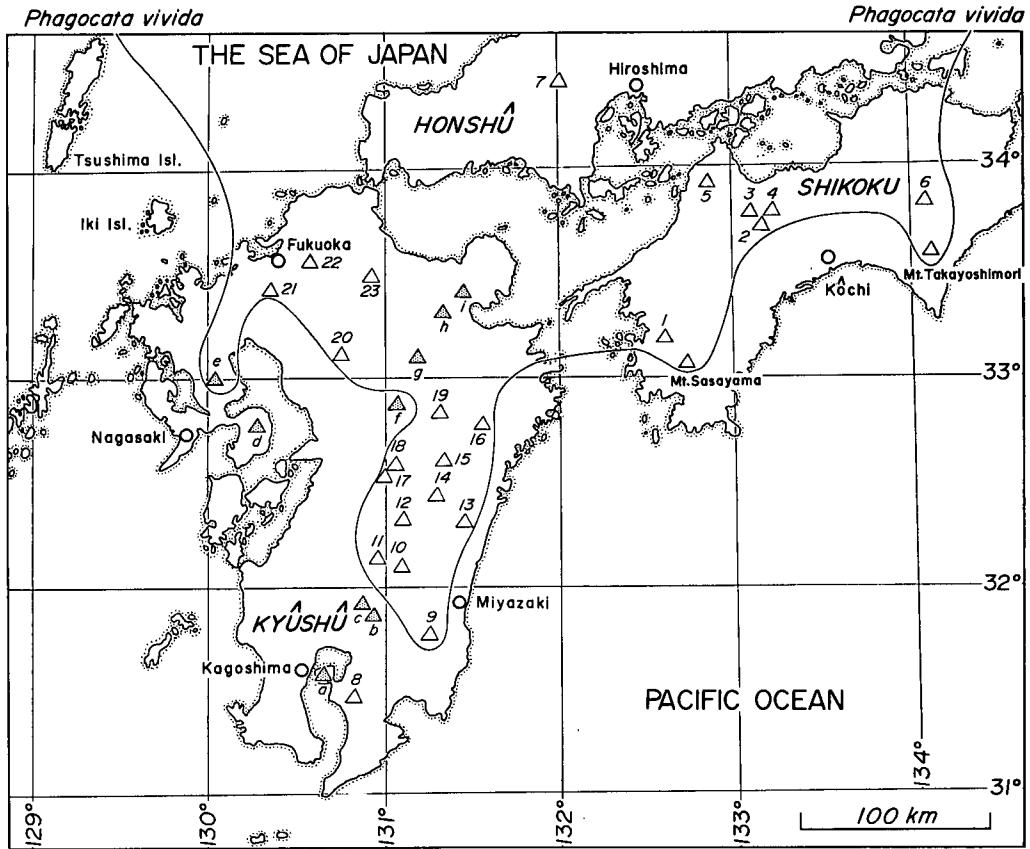 Phagocata vivida
Phagocata vivida
THE SEA OF JAPAN
7
Hiroshima
HONSHÛ
Tsushima Isl.
34°
SHIKOKU
5
3
4
6
2
Iki Isl.
Fukuoka
22
Mt. Takayoshimori
Kôchi
23
21
i
h
1
20
g
Mt. Sasayama
33°
e
f
19
Nagasaki
d
16
18
15
17
14
12
13
11
10
32°
c
b
Miyazaki
KYÛSHÛ
9
Kagoshima
a
8
PACIFIC OCEAN
31°
129°
130°
131°
132°
133°
134°
100 km